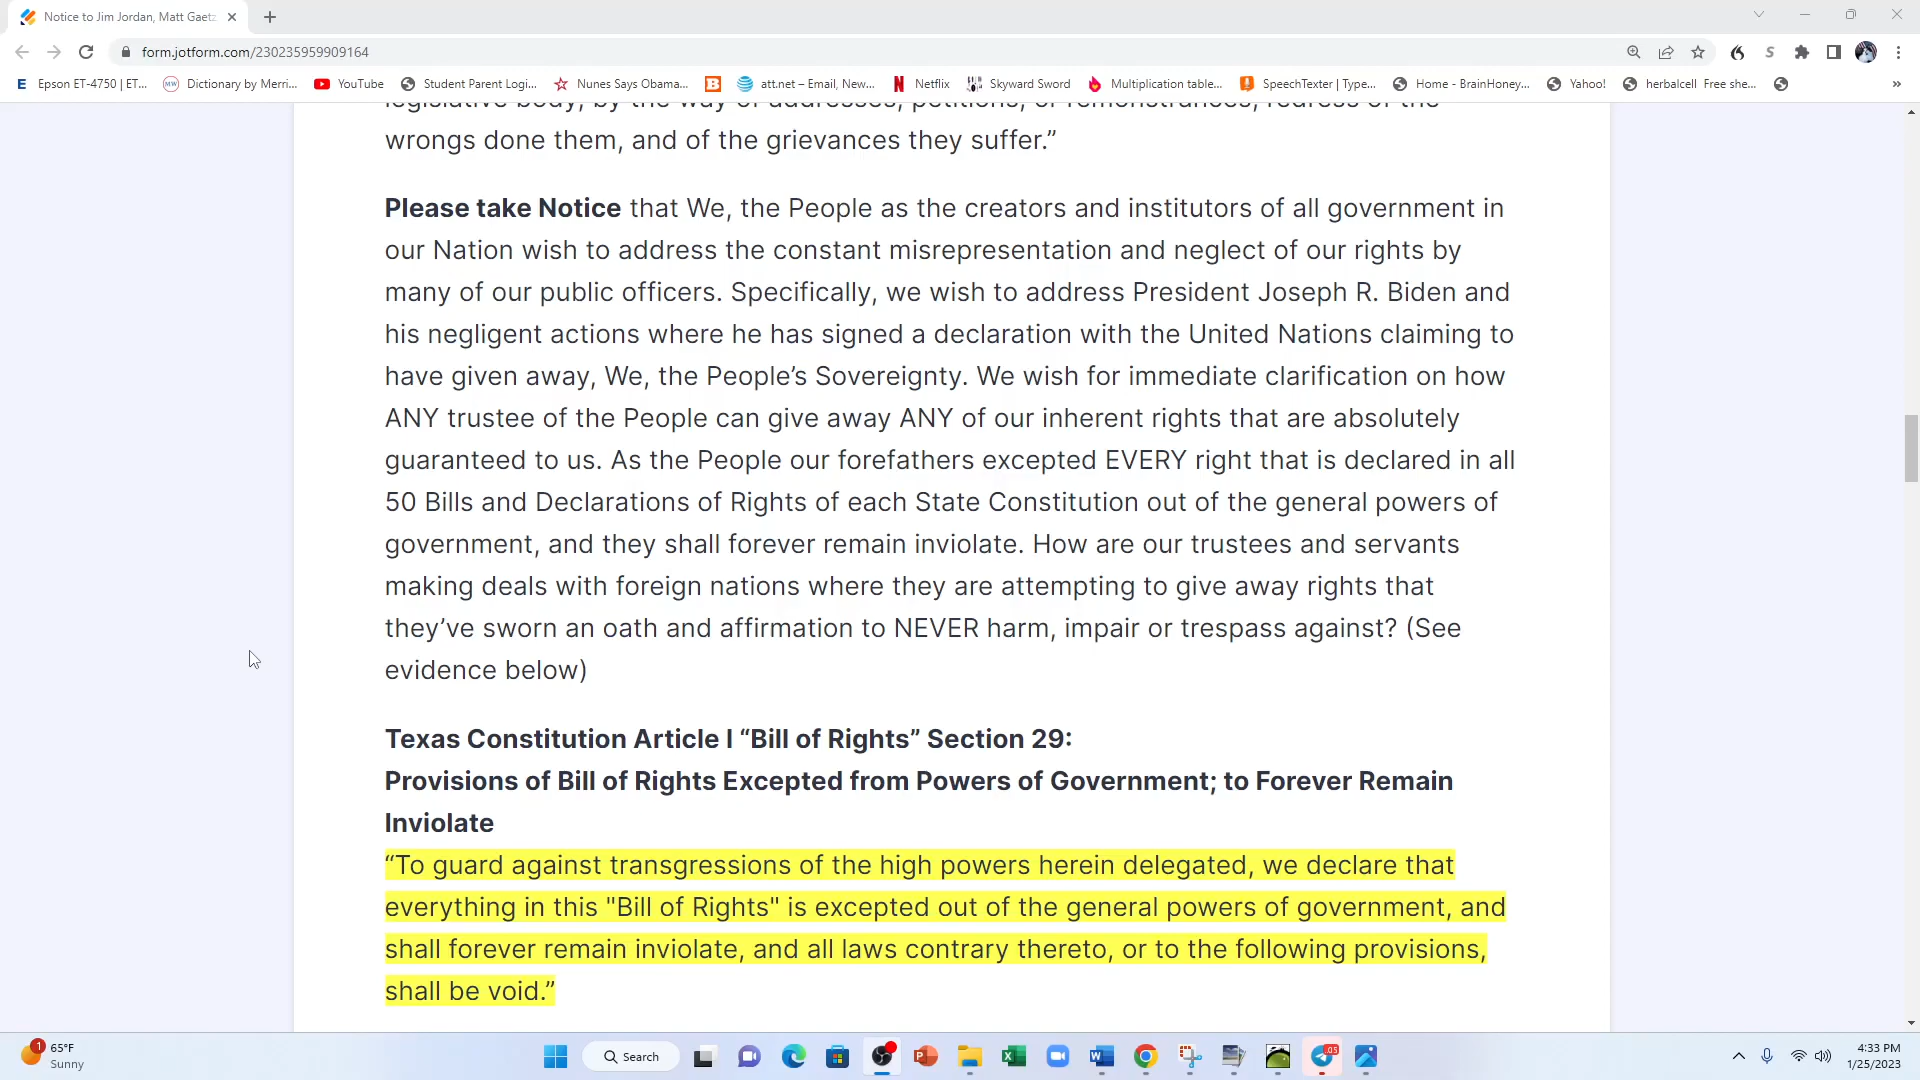 Notice to Jim Jordan, Matt Gaetz
form.jotform.com/230235959909164
Epson ET-4750 | ET...
Dictionary by Merri...
YouTube
Student Parent Logi...
Nunes Says Obama...
att.net – Email, New...
Netflix
Skyward Sword
Multiplication table...
SpeechTexter | Type...
Home - BrainHoney...
Yahoo!
herbalcell Free she...
»
legislative body, by the way of addresses, petitions, or remonstrances, redress of the
wrongs done them, and of the grievances they suffer.”
Please take Notice that We, the People as the creators and institutors of all government in
our Nation wish to address the constant misrepresentation and neglect of our rights by
many of our public officers. Specifically, we wish to address President Joseph R. Biden and
his negligent actions where he has signed a declaration with the United Nations claiming to
have given away, We, the People’s Sovereignty. We wish for immediate clarification on how
ANY trustee of the People can give away ANY of our inherent rights that are absolutely
guaranteed to us. As the People our forefathers excepted EVERY right that is declared in all
50 Bills and Declarations of Rights of each State Constitution out of the general powers of
government, and they shall forever remain inviolate. How are our trustees and servants
making deals with foreign nations where they are attempting to give away rights that
they’ve sworn an oath and affirmation to NEVER harm, impair or trespass against? (See
evidence below)
Texas Constitution Article I “Bill of Rights” Section 29:
Provisions of Bill of Rights Excepted from Powers of Government; to Forever Remain
Inviolate
“To guard against transgressions of the high powers herein delegated, we declare that
everything in this "Bill of Rights" is excepted out of the general powers of government, and
shall forever remain inviolate, and all laws contrary thereto, or to the following provisions,
shall be void.”
1
65°F
Sunny
Search
4:33 PM
1/25/2023